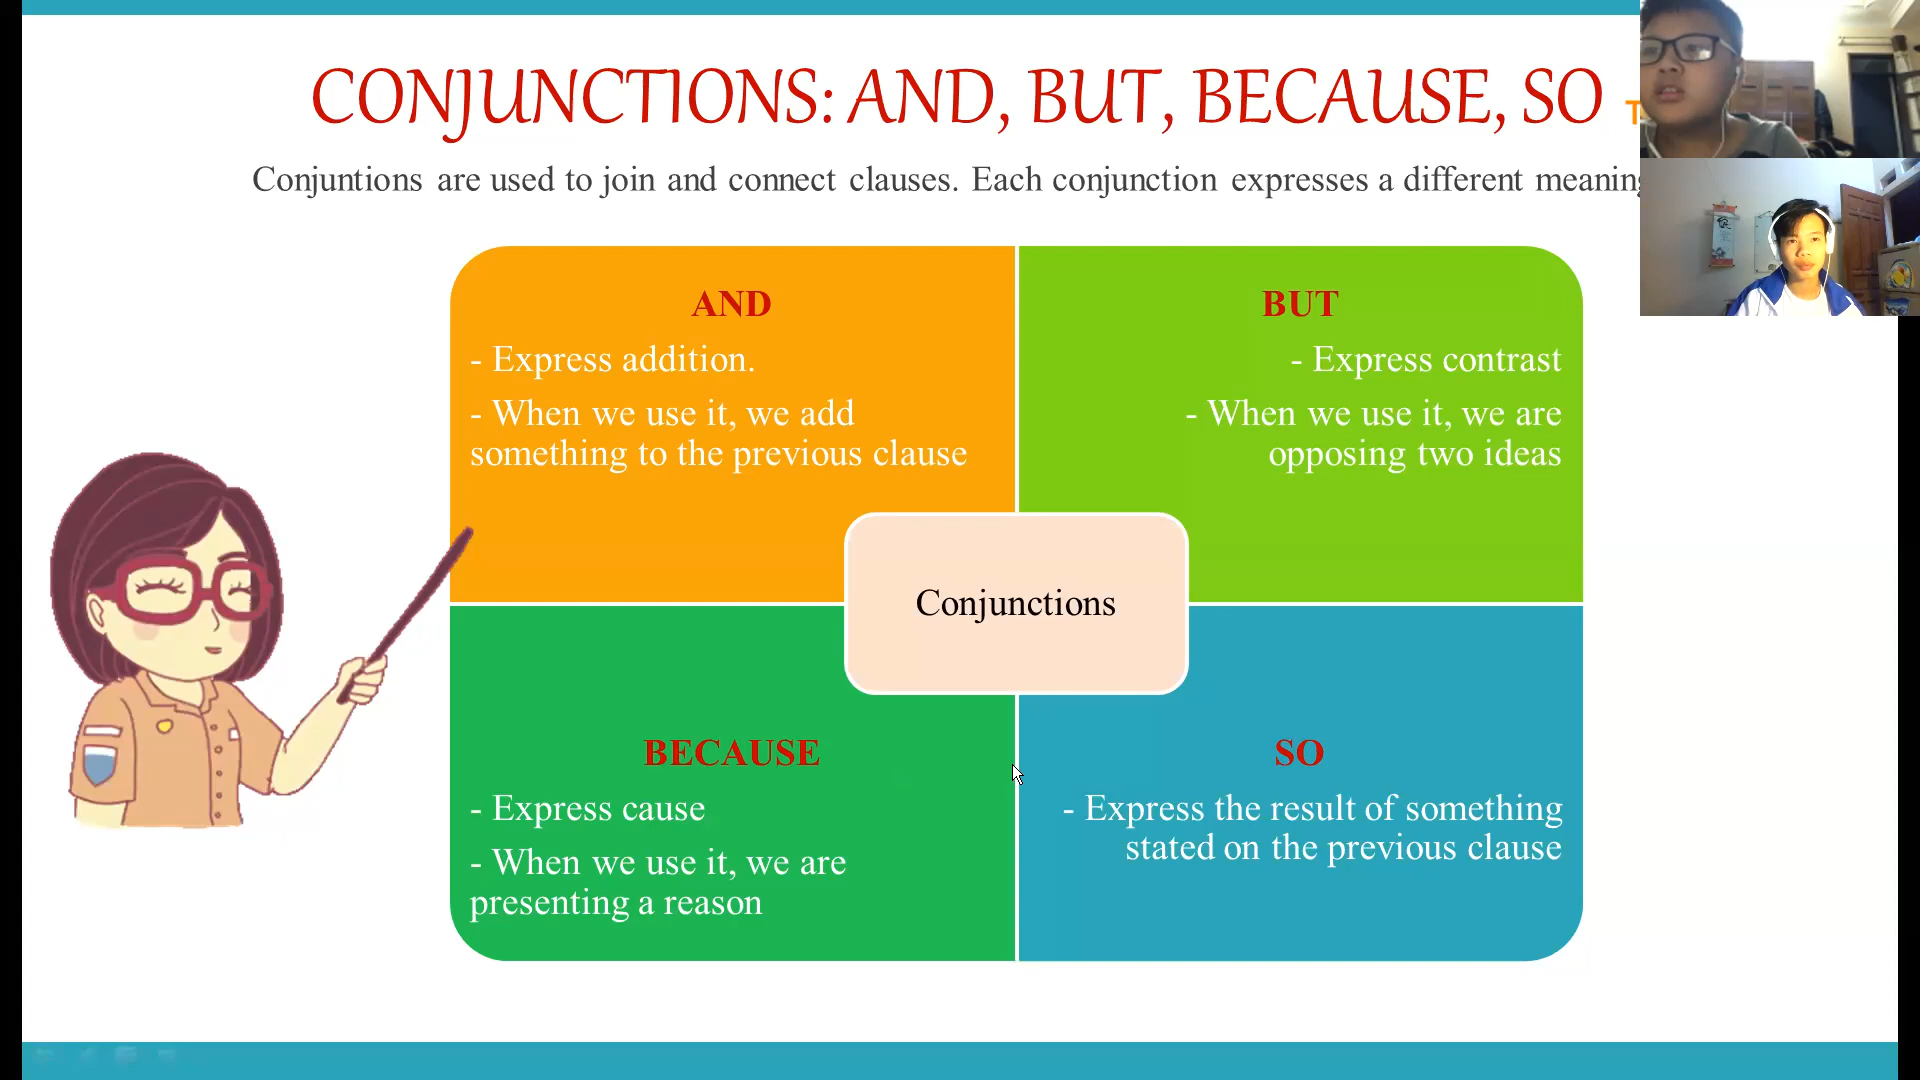 CONJUNCTIONS: AND, BUT, BECAUSE, SO
Conjuntions are used to join and connect clauses. Each conjunction expresses a different meaning
AND
- Express addition.
- When we use it, we add
something to the previous clause
BUT
- Express contrast
- When we use it, we are
opposing two ideas
Conjunctions
BECAUSE
- Express cause
- When we use it, we are
presenting a reason
SO
- Express the result of something
stated on the previous clause